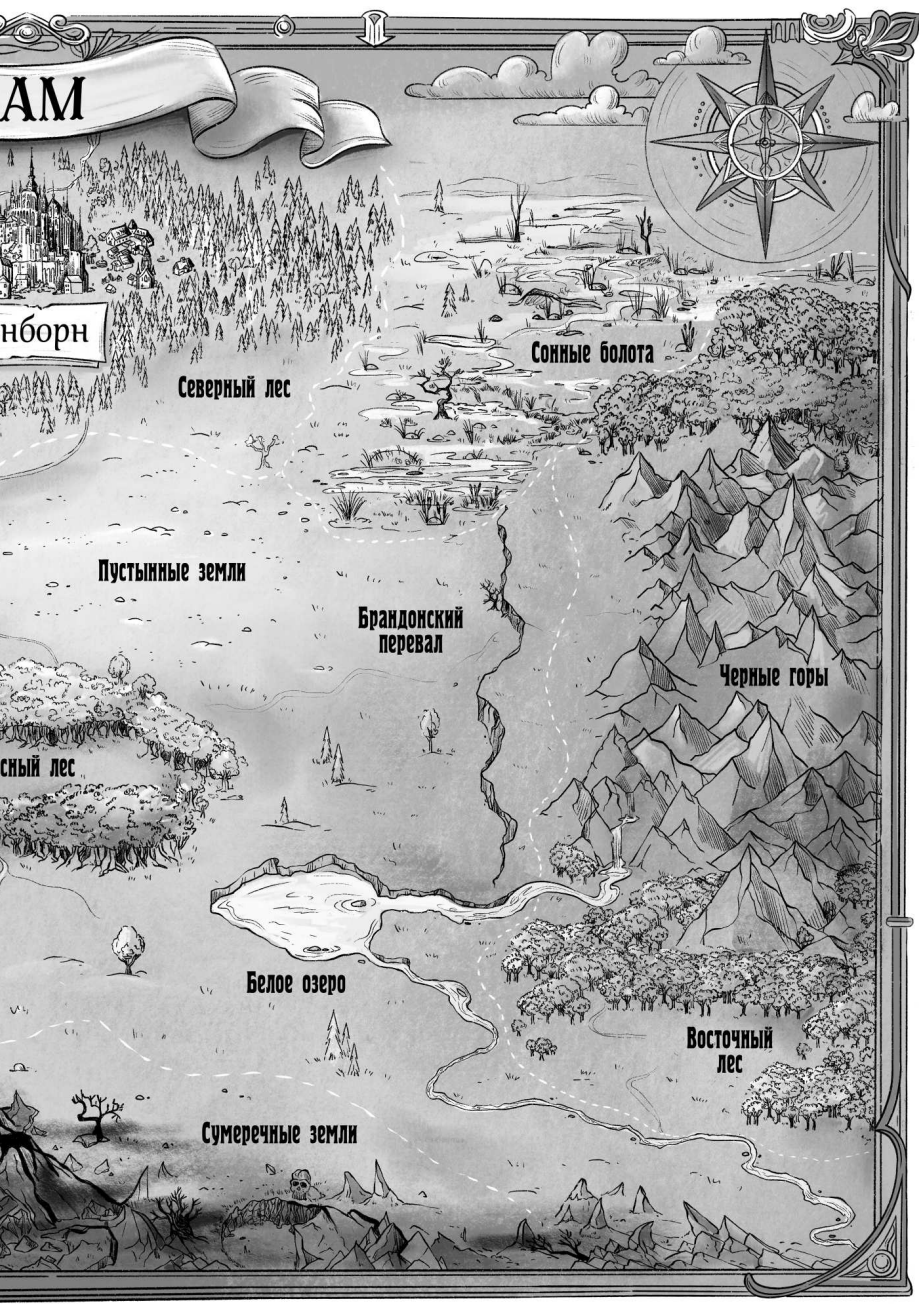 АМ
нборн
Сонные болота
Северный лес
Пустынные земли
Брандонский
перевал
Черные горы
сный лес
Белое озеро
Восточный
лес
Сумеречные земли